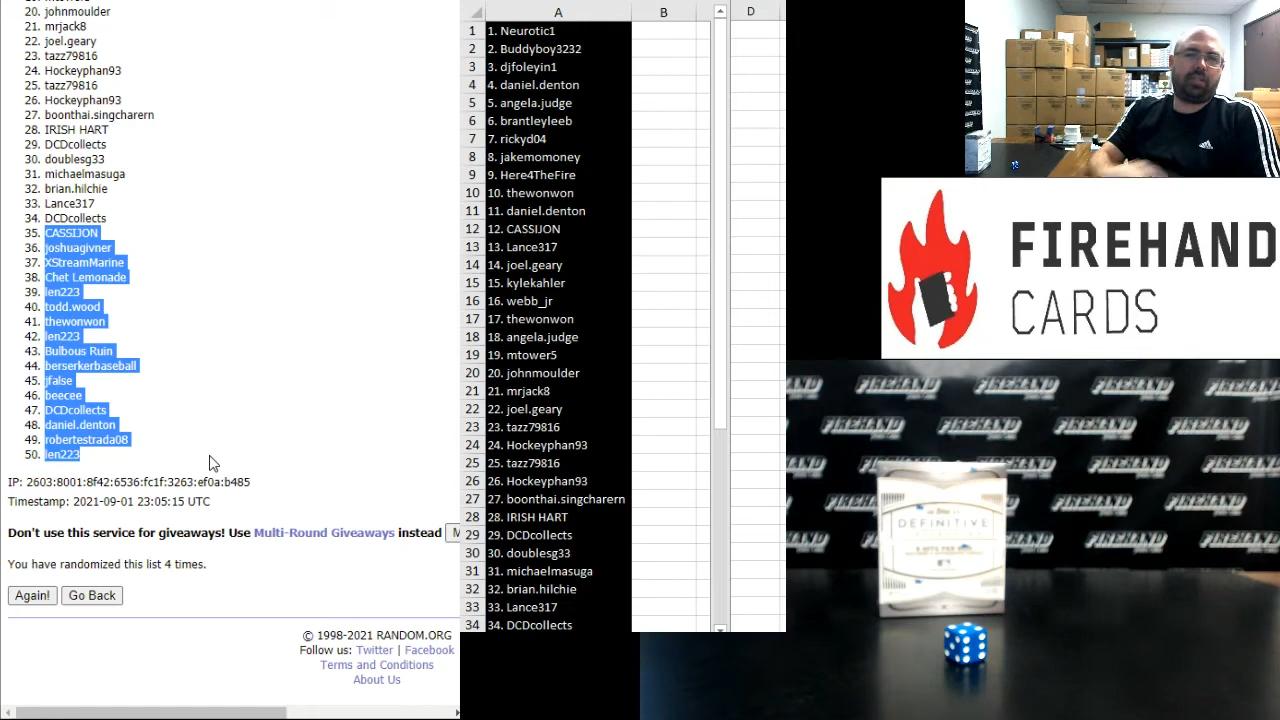 20. johnmoulder
21. mrjack8
22. joel.geary
23. tazz79816
24. Hockeyphan93
25. tazz79816
26. Hockeyphan93
27. boonthai.singcharern
28. IRISH HART
29. DCDcollects
30. doublesg33
31. michaelmasuga
32. brian.hilchie
33. Lance317
34. DCDcollects
35. CASSIJON
36. joshuagivner
37. XStreamMarine
38. Chet Lemonade
39. len223
40. todd.wood
41. thewonwon
42. len223
43. Bulbous Ruin
44. berserkerbaseball
45. jfalse
46. beecee
47. DCDcollects
48. daniel.denton
49. robertestrada08
50. len223
IP: 2603:8001:8f42:6536:fc1f:3263:ef0a:b485
Timestamp: 2021-09-01 23:05:15 UTC
Don't use this service for giveaways! Use Multi-Round Giveaways instead
You have randomized this list 4 times.
Again! Go Back
© 1998-2021 RANDOM.ORG
Follow us: Twitter | Facebook
Terms and Conditions
About Us
A B
1 1. Neurotic1
2 2. Buddyboy3232
3 3. djfoleyin1
4 4. daniel.denton
5 5. angela.judge
6 6. brantleyleeb
7 7. rickyd04
8 8. jakemomoney
9 9. Here4TheFire
10 10. thewonwon
11 11. daniel.denton
12 12. CASSIJON
13 13. Lance317
14 14. joel.geary
15 15. kylekahler
16 16. webb_jr
17 17. thewonwon
18 18. angela.judge
19 19. mtower5
20 20. johnmoulder
21 21. mrjack8
22 22. joel.geary
23 23. tazz79816
24 24. Hockeyphan93
25 25. tazz79816
26 26. Hockeyphan93
27 27. boonthai.singcharern
28 28. IRISH HART
29 29. DCDcollects
30 30. doublesg33
31 31. michaelmasuga
32 32. brian.hilchie
33 33. Lance317
34 34. DCDcollects
D
FIREHAND
CARDS
FIREHAND
DEFINITIVE